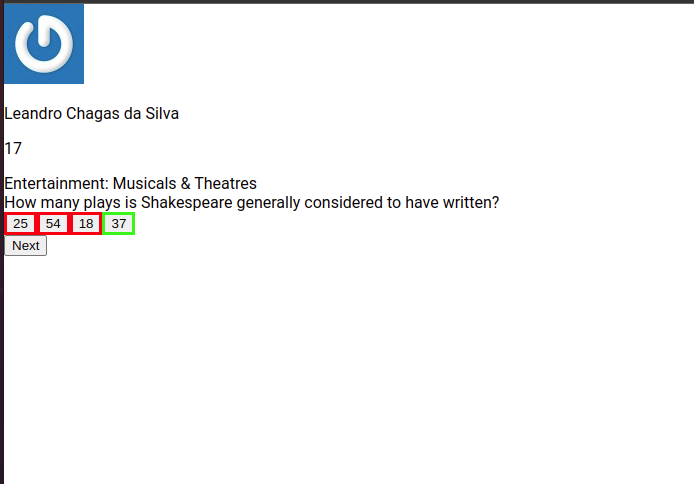 Leandro Chagas da Silva
17
Entertainment: Musicals & Theatres
How many plays is Shakespeare generally considered to have written?
25 54 18 37
Next